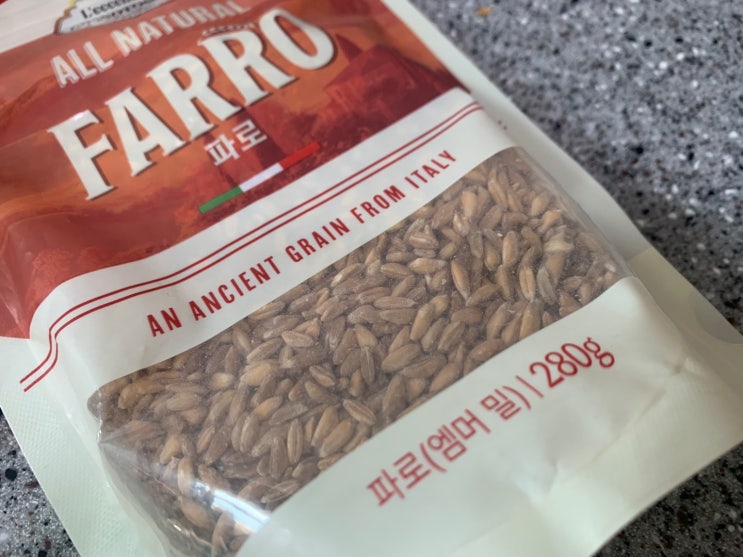 ALL NATURAL
FARRO
파로
AN ANCIENT GRAIN FROM ITALY
파로(엠머 밀) | 280g